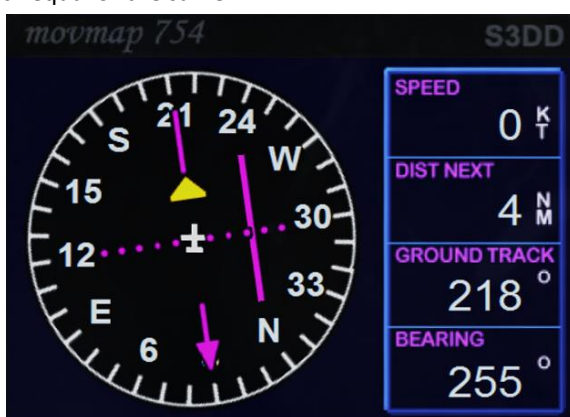 movmap 754
S3DD
21
24
S
W
15
30
12
33
E
N
6
SPEED
0 KT
DIST NEXT
4 NM
GROUND TRACK
218 °
BEARING
255 °